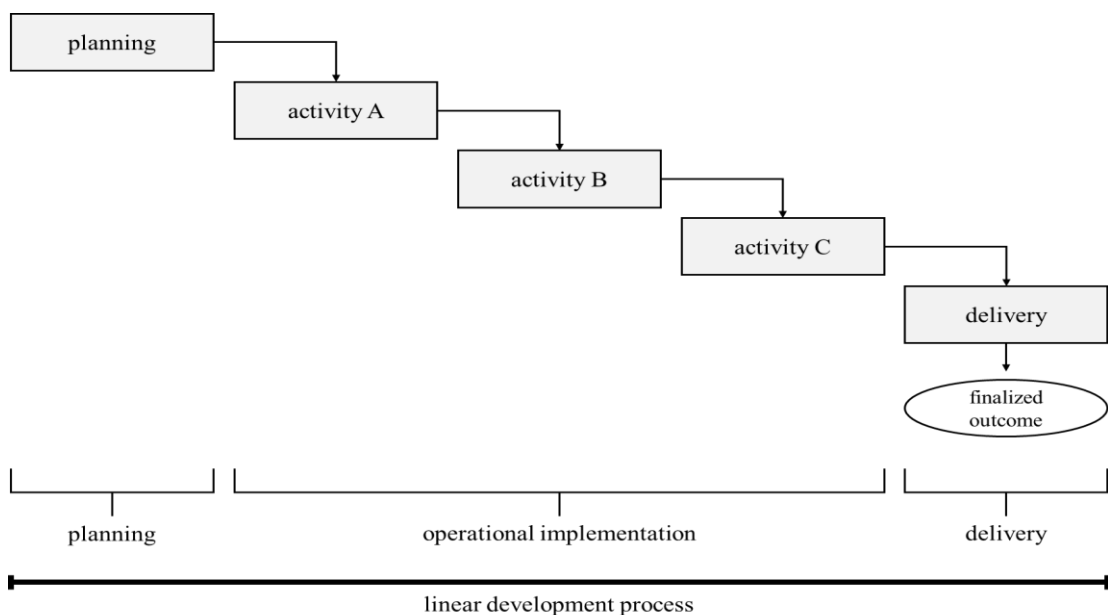 planning
activity A
activity B
activity C
delivery
finalized
outcome
planning
operational implementation
delivery
linear development process